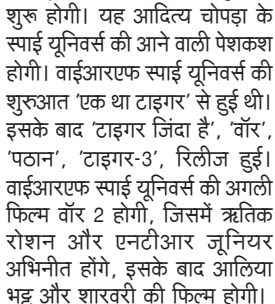 शुरू होगी। यह आदित्य चोपड़ा के
स्पाई यूनिवर्स की आने वाली पेशकश
होगी। वाईआरएफ स्पाई यूनिवर्स की
शुरुआत 'एक था टाइगर' से हुई थी।
इसके बाद 'टाइगर जिंदा है', 'वॉर',
'पठान', 'टाइगर-3', रिलीज हुई।
वाईआरएफ स्पाई यूनिवर्स की अगली
फिल्म वॉर 2 होगी, जिसमें ऋतिक
रोशन और एनटीआर जूनियर
अभिनीत होंगे, इसके बाद आलिया
भट्ट और शारवरी की फिल्म होगी।